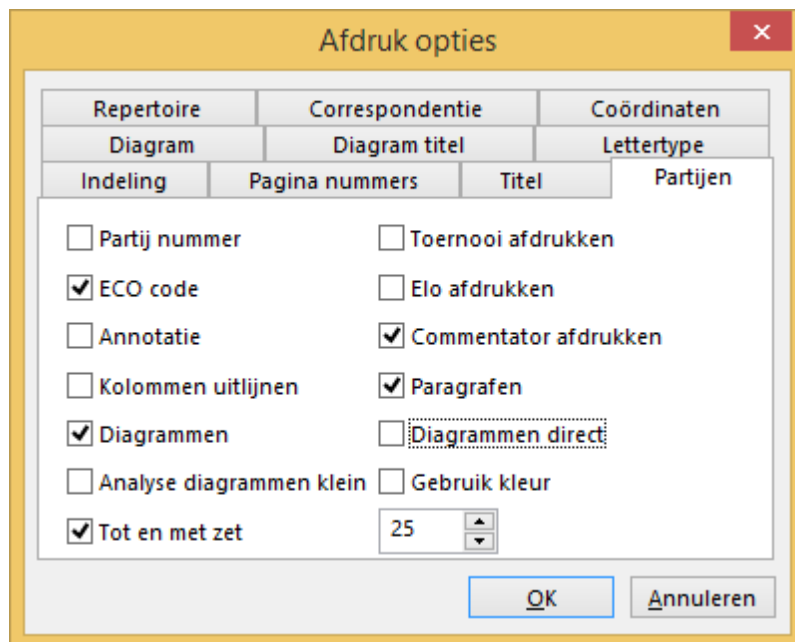 Afdruk opties
Repertoire Correspondentie Coördinaten
Diagram Diagram titel Lettertype
Indeling Pagina nummers Titel Partijen
Partij nummer Toernooi afdrukken
ECO code Elo afdrukken
Annotatie Commentator afdrukken
Kolommen uitlijnen Paragrafen
Diagrammen Diagrammen direct
Analyse diagrammen klein Gebruik kleur
Tot en met zet 25
OK Annuleren